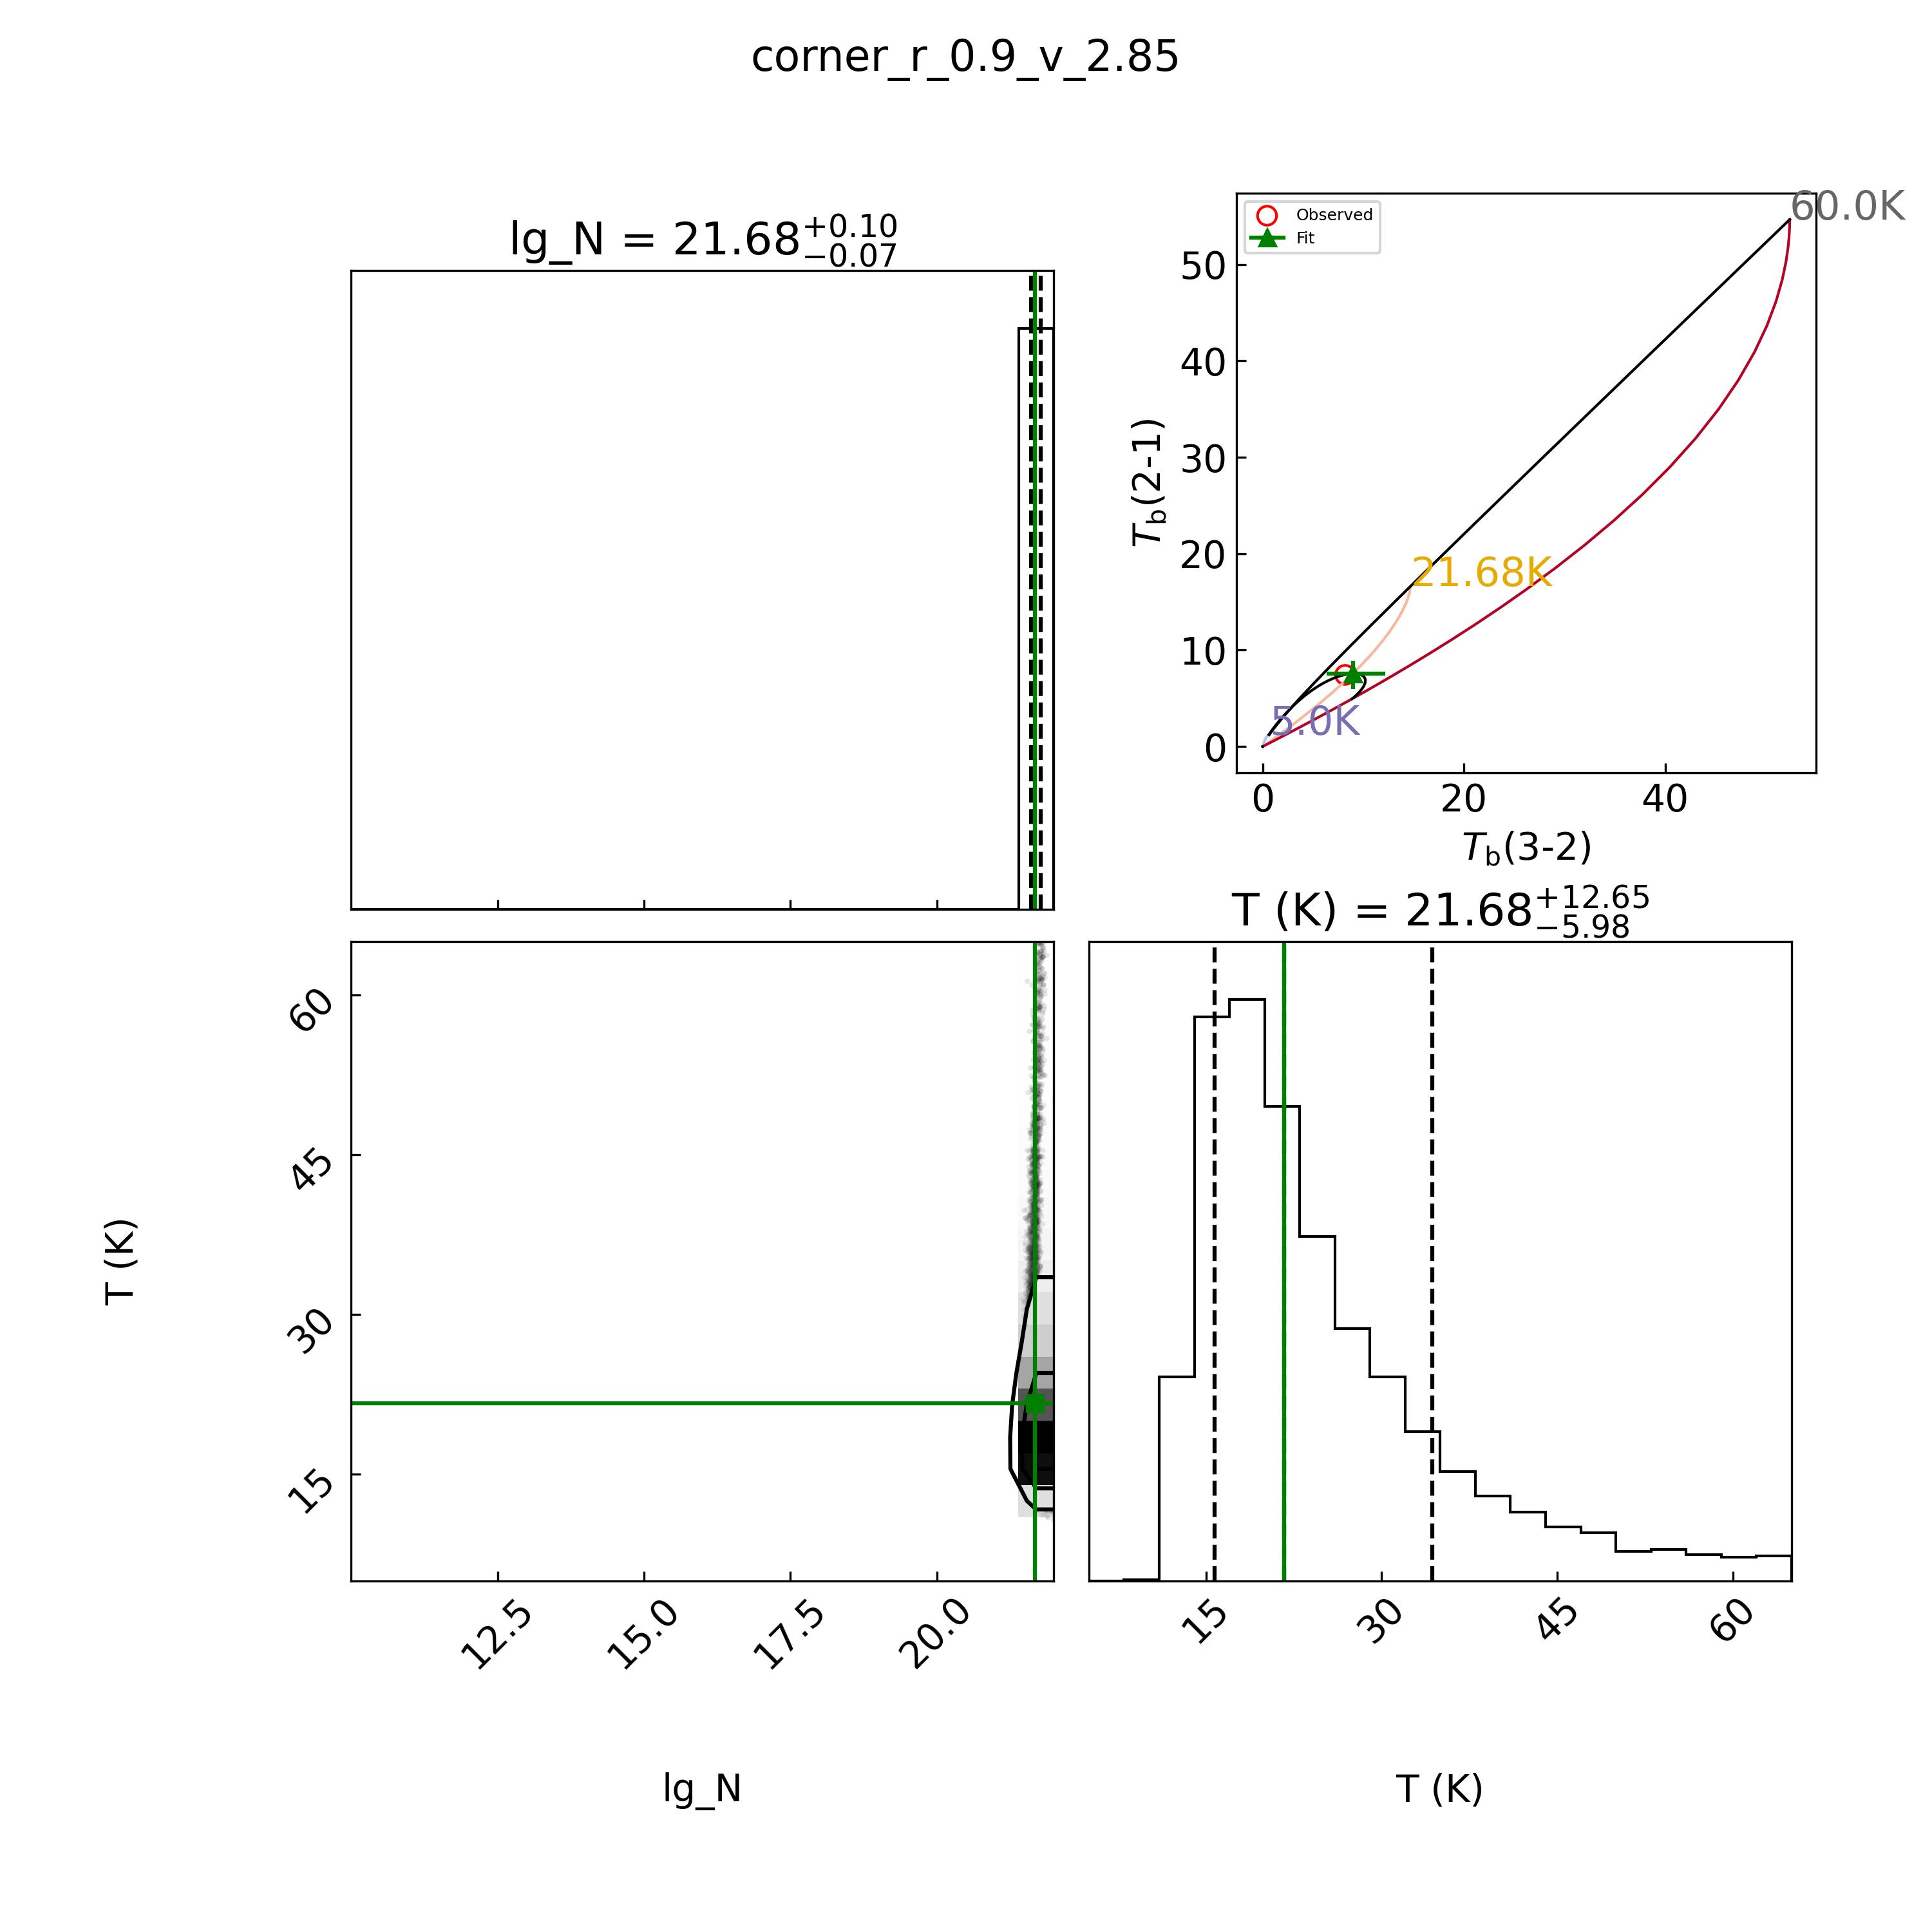 corner_r_0.9_v_2.85
lg_N = 21.68+0.10−0.07
60.0K
Observed
Fit
50
40
30
20
10
0
21.68K
5.0K
Tb(2-1)
0 20 40
Tb(3-2)
T (K) = 21.68+12.65−5.98
60
45
30
15
T (K)
12.5 15.0 17.5 20.0
15 30 45 60
lg_N
T (K)